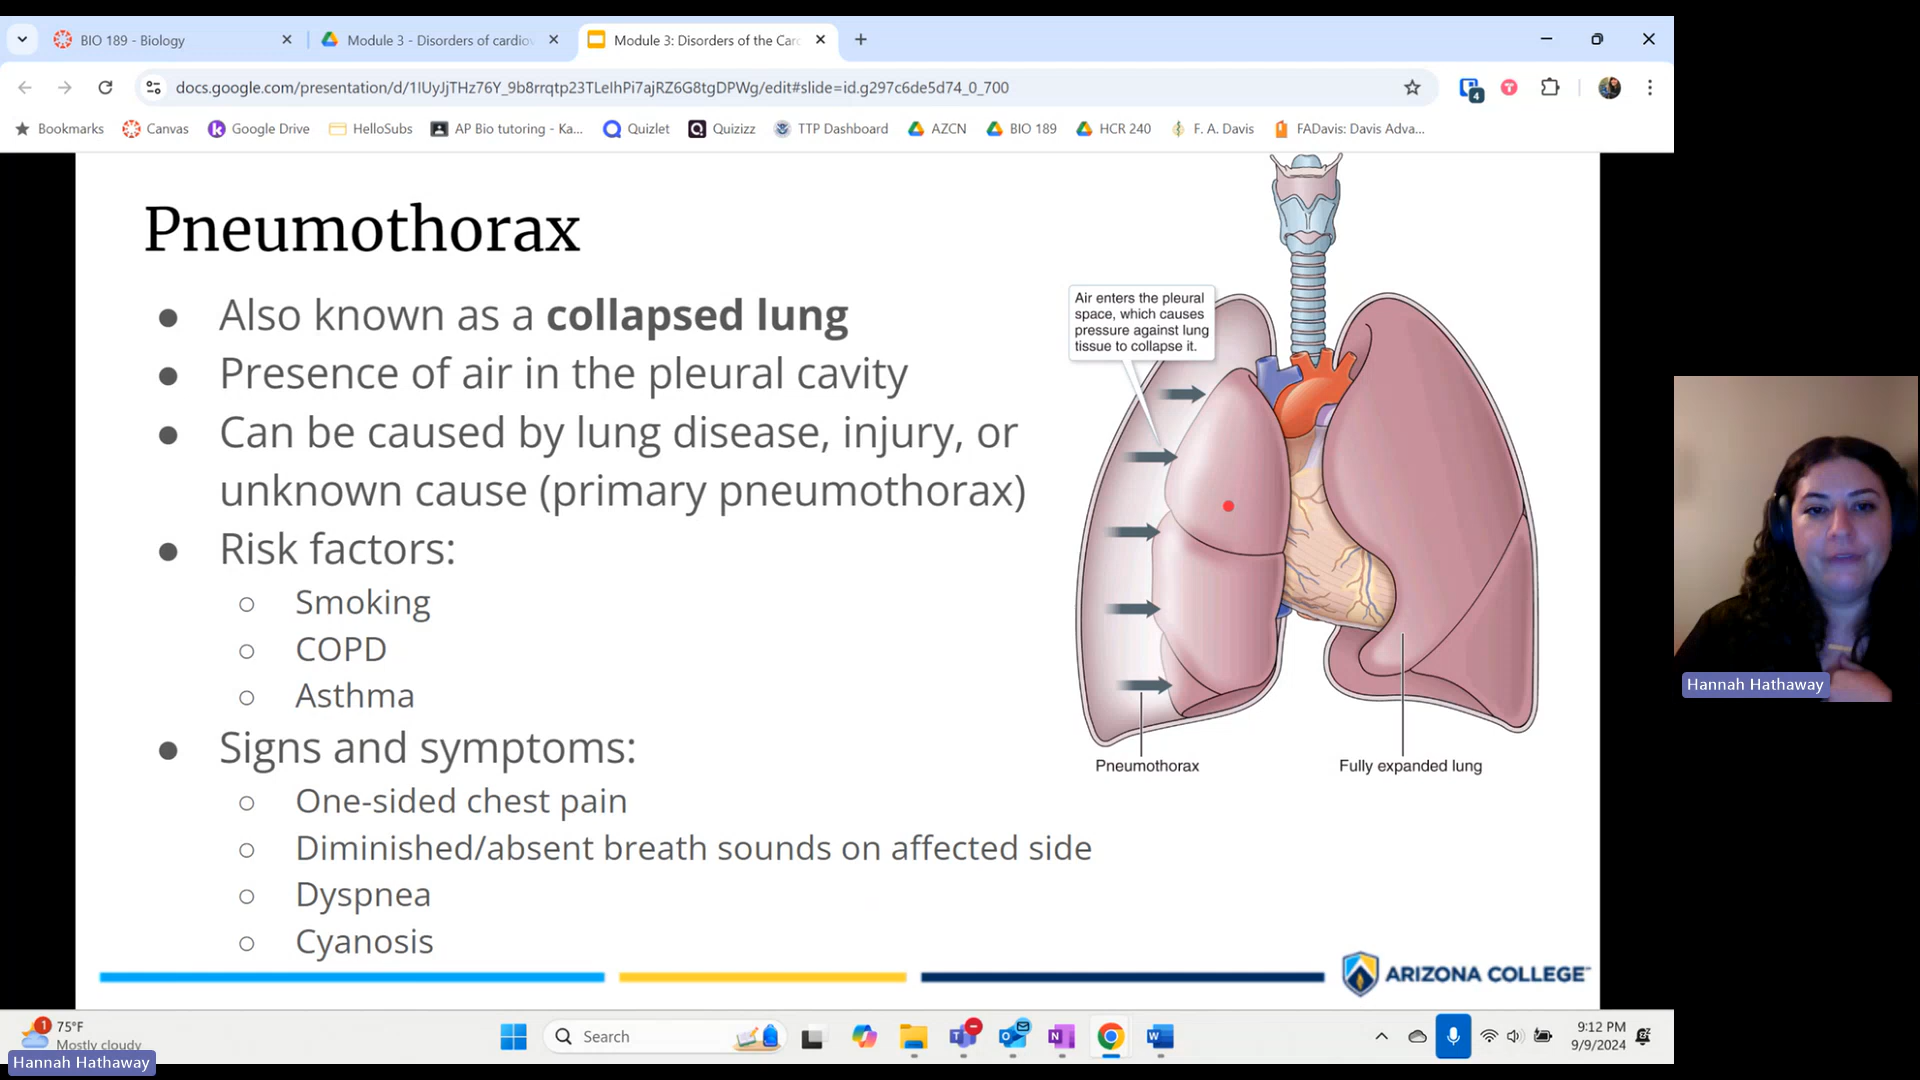 BIO 189 - Biology
Module 3 - Disorders of cardiov
Module 3: Disorders of the Card
docs.google.com/presentation/d/1IUyJjTHz76Y_9b8rrqtp23TLeIhPi7ajRZ6G8tgDPWg/edit#slide=id.g297c6de5d74_0_700
4
T
Bookmarks
Canvas
Google Drive
HelloSubs
AP Bio tutoring - Ka...
Quizlet
Quizizz
TTP Dashboard
AZCN
BIO 189
HCR 240
F. A. Davis
FADavis: Davis Adva...
Pneumothorax
● Also known as a collapsed lung
● Presence of air in the pleural cavity
● Can be caused by lung disease, injury, or
unknown cause (primary pneumothorax)
● Risk factors:
○ Smoking
○ COPD
○ Asthma
● Signs and symptoms:
○ One-sided chest pain
○ Diminished/absent breath sounds on affected side
○ Dyspnea
○ Cyanosis
Air enters the pleural
space, which causes
pressure against lung
tissue to collapse it.
Pneumothorax
Fully expanded lung
ARIZONA COLLEGE
Hannah Hathaway
1
75°F
Mostly cloudy
Search
9:12 PM
9/9/2024
Hannah Hathaway